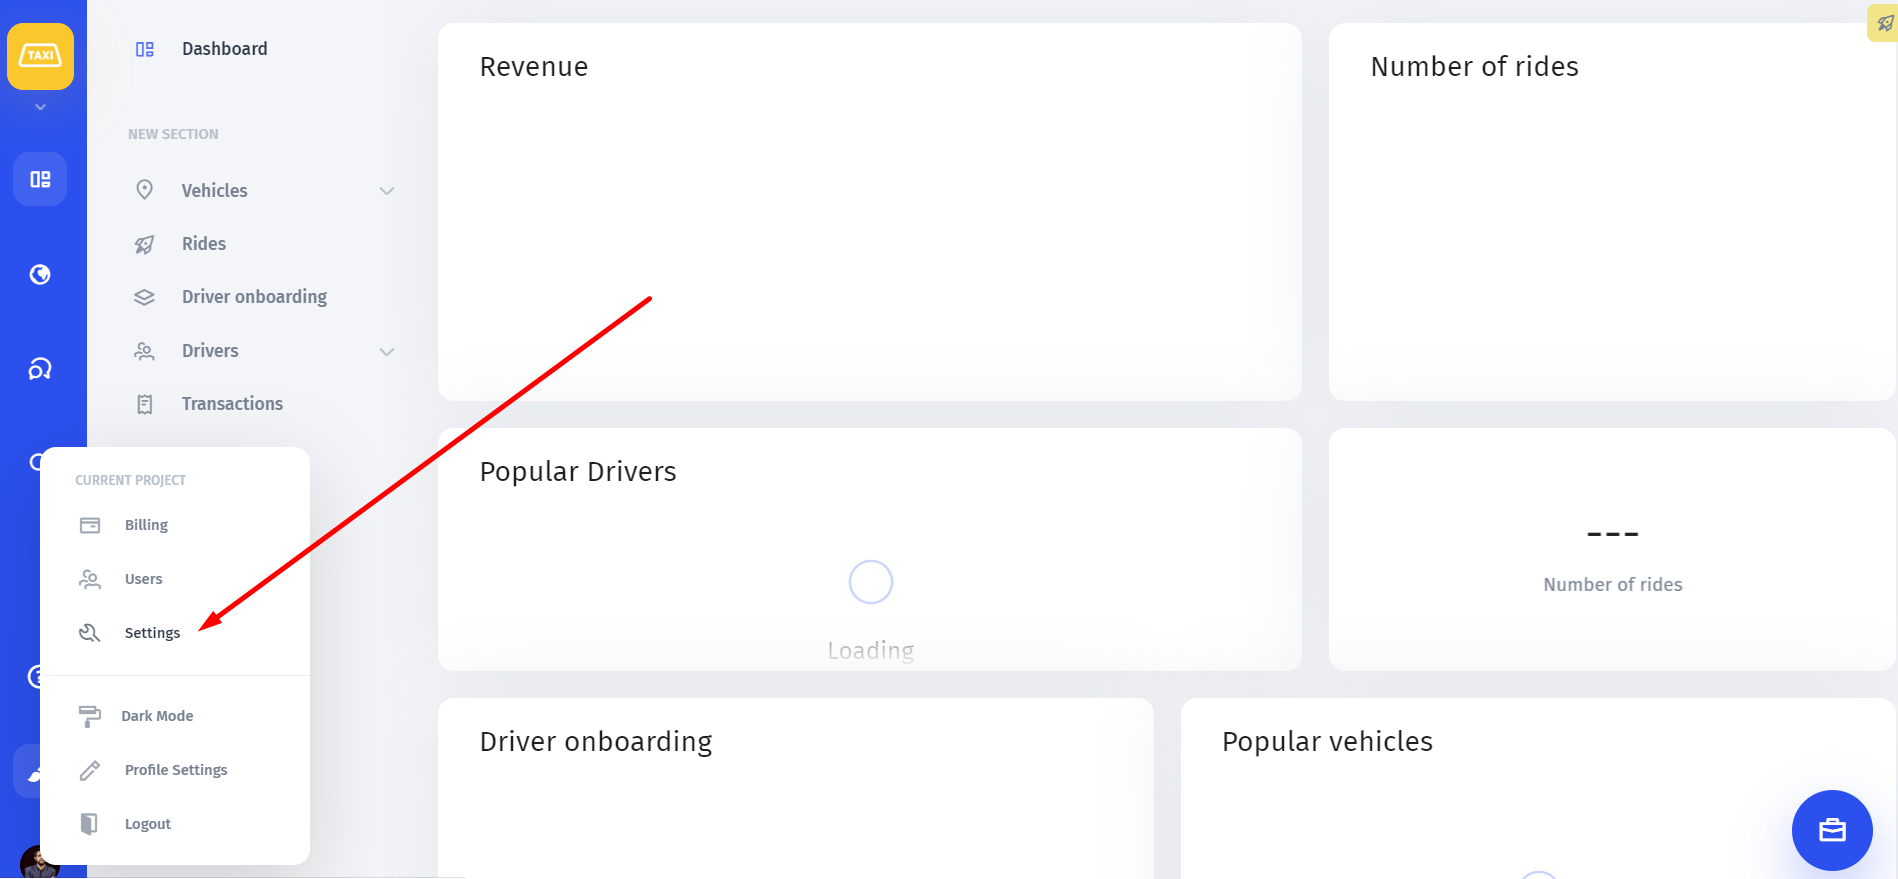 TAXI
Dashboard
NEW SECTION
Vehicles
Rides
Driver onboarding
Drivers
Transactions
CURRENT PROJECT
Billing
Users
Settings
Dark Mode
Profile Settings
Logout
Revenue
Number of rides
Popular Drivers
Loading
---
Number of rides
Driver onboarding
Popular vehicles